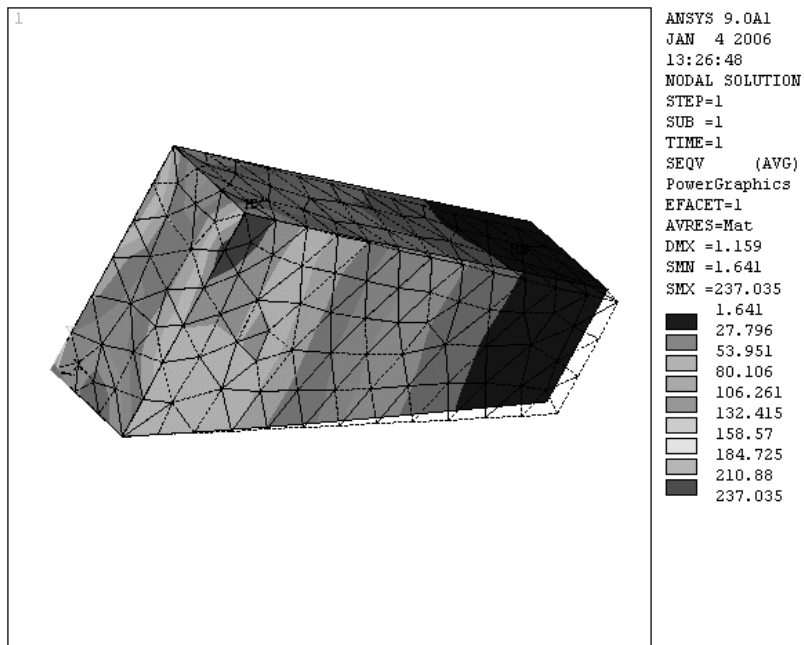 1
ANSYS 9.0A1
JAN 4 2006
13:26:48
NODAL SOLUTION
STEP=1
SUB =1
TIME=1
SEQV (AVG)
PowerGraphics
EFACET=1
AVRES=Mat
DMX =1.159
SMN =1.641
SMX =237.035
1.641
27.796
53.951
80.106
106.261
132.415
158.57
184.725
210.88
237.035